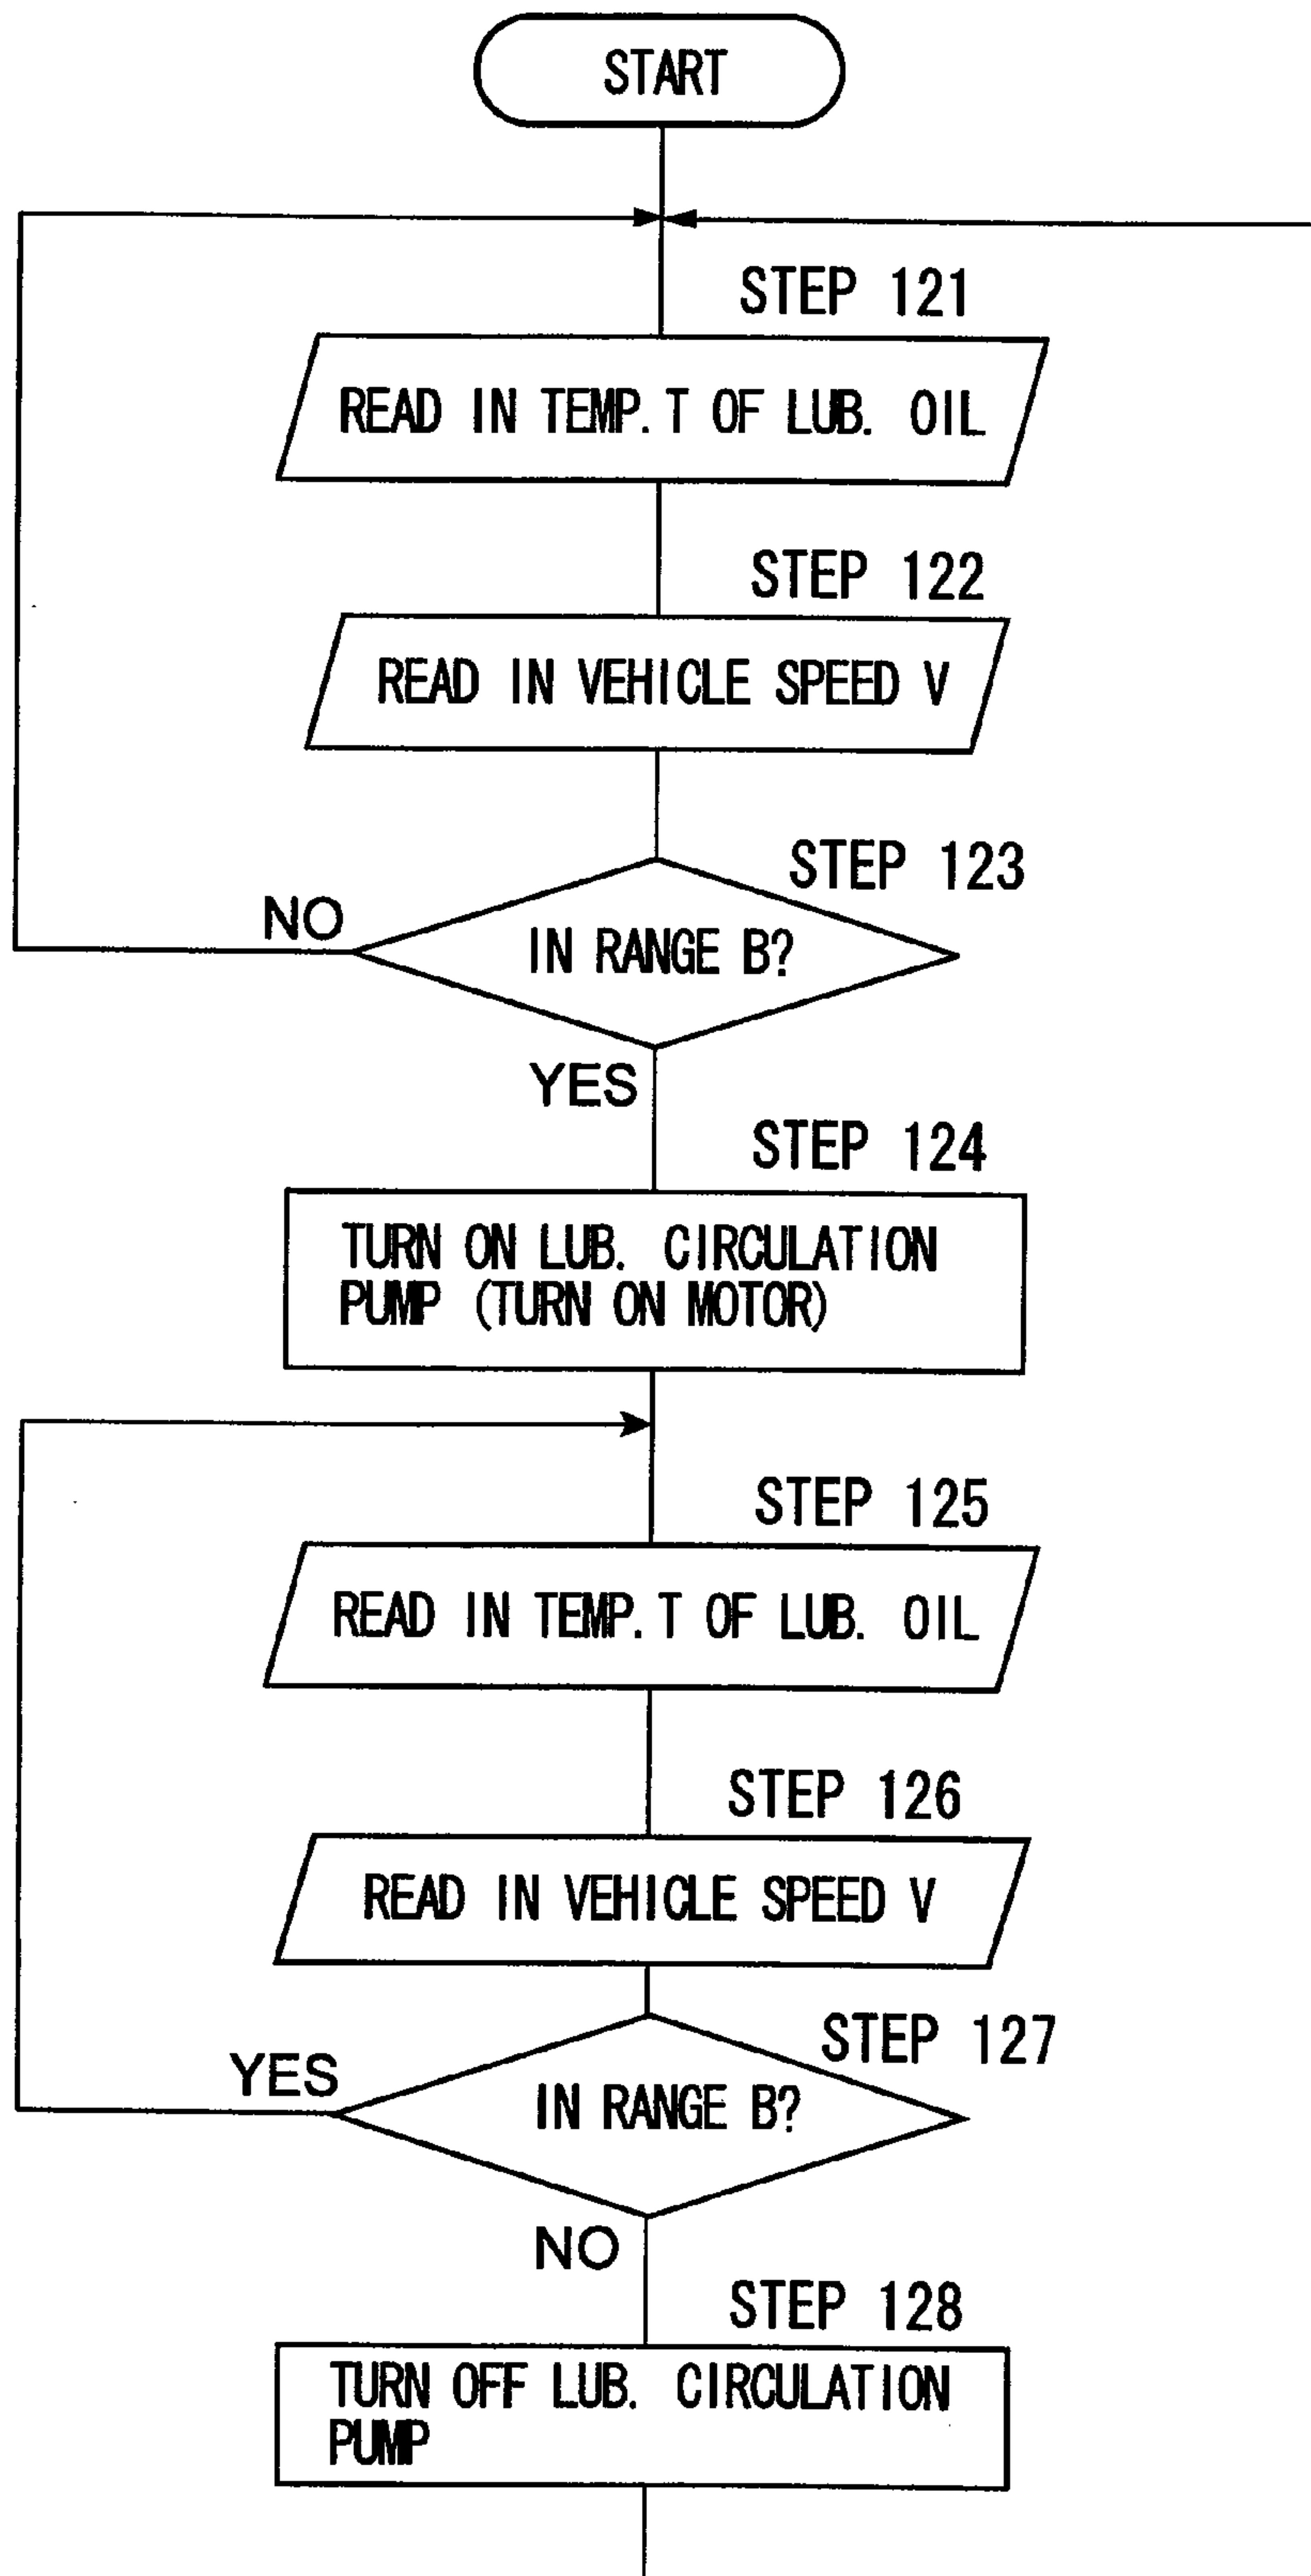 START
STEP 121
READ IN TEMP. T OF LUB. OIL
STEP 122
READ IN VEHICLE SPEED V
STEP 123
NO
IN RANGE B?
YES
STEP 124
TURN ON LUB. CIRCULATION
PUMP (TURN ON MOTOR)
STEP 125
READ IN TEMP. T OF LUB. OIL
STEP 126
READ IN VEHICLE SPEED V
STEP 127
YES
IN RANGE B?
NO
STEP 128
TURN OFF LUB. CIRCULATION
PUMP